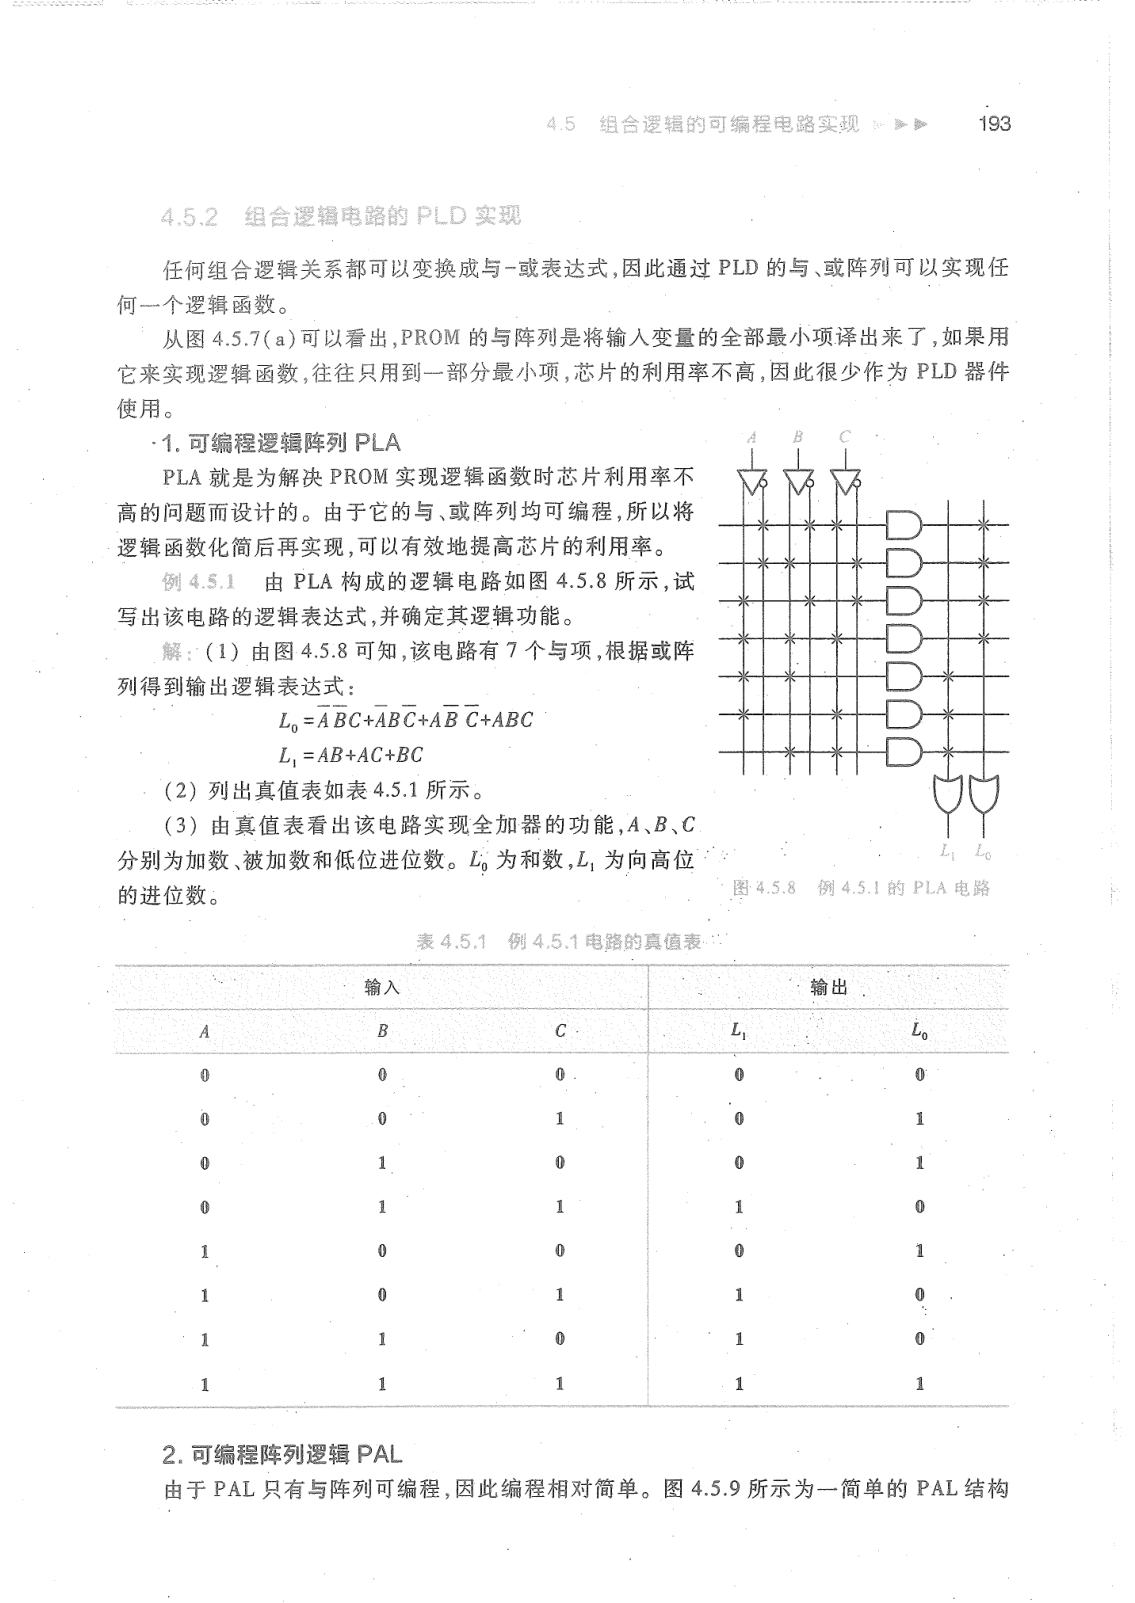 4.5 组合逻辑的可编程电路实现 193
4.5.2 组合逻辑电路的 PLD 实现
任何组合逻辑关系都可以变换成与-或表达式,因此通过 PLD 的与、或阵列可以实现任
何一个逻辑函数。
从图 4.5.7(a)可以看出,PROM 的与阵列是将输入变量的全部最小项译出来了,如果用
它来实现逻辑函数,往往只用到一部分最小项,芯片的利用率不高,因此很少作为 PLD 器件
使用。
1. 可编程逻辑阵列 PLA
PLA 就是为解决 PROM 实现逻辑函数时芯片利用率不
高的问题而设计的。由于它的与、或阵列均可编程,所以将
逻辑函数化简后再实现,可以有效地提高芯片的利用率。
例 4.5.1 由 PLA 构成的逻辑电路如图 4.5.8 所示,试
写出该电路的逻辑表达式,并确定其逻辑功能。
解:(1) 由图 4.5.8 可知,该电路有 7 个与项,根据或阵
列得到输出逻辑表达式:
L₀=A̅B̅C+A̅BC̅+AB̅C̅+ABC
L₁=AB+AC+BC
(2) 列出真值表如表 4.5.1 所示。
(3) 由真值表看出该电路实现全加器的功能,A、B、C
分别为加数、被加数和低位进位数。L₀ 为和数,L₁ 为向高位
的进位数。
A B C
L₁ L₀
图 4.5.8 例 4.5.1 的 PLA 电路
表 4.5.1 例 4.5.1 电路的真值表
输入 输出
A B C L₁ L₀
0 0 0 0 0
0 0 1 0 1
0 1 0 0 1
0 1 1 1 0
1 0 0 0 1
1 0 1 1 0
1 1 0 1 0
1 1 1 1 1
2. 可编程阵列逻辑 PAL
由于 PAL 只有与阵列可编程,因此编程相对简单。图 4.5.9 所示为一简单的 PAL 结构